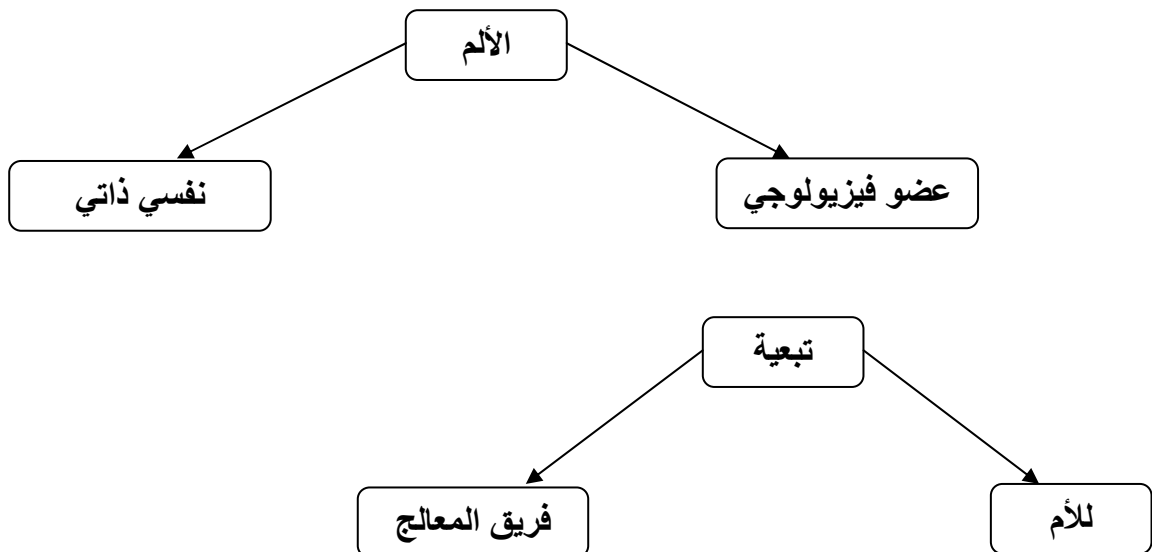 الألم
عضو فيزيولوجي
نفسي ذاتي
تبعية
للأم
فريق المعالج